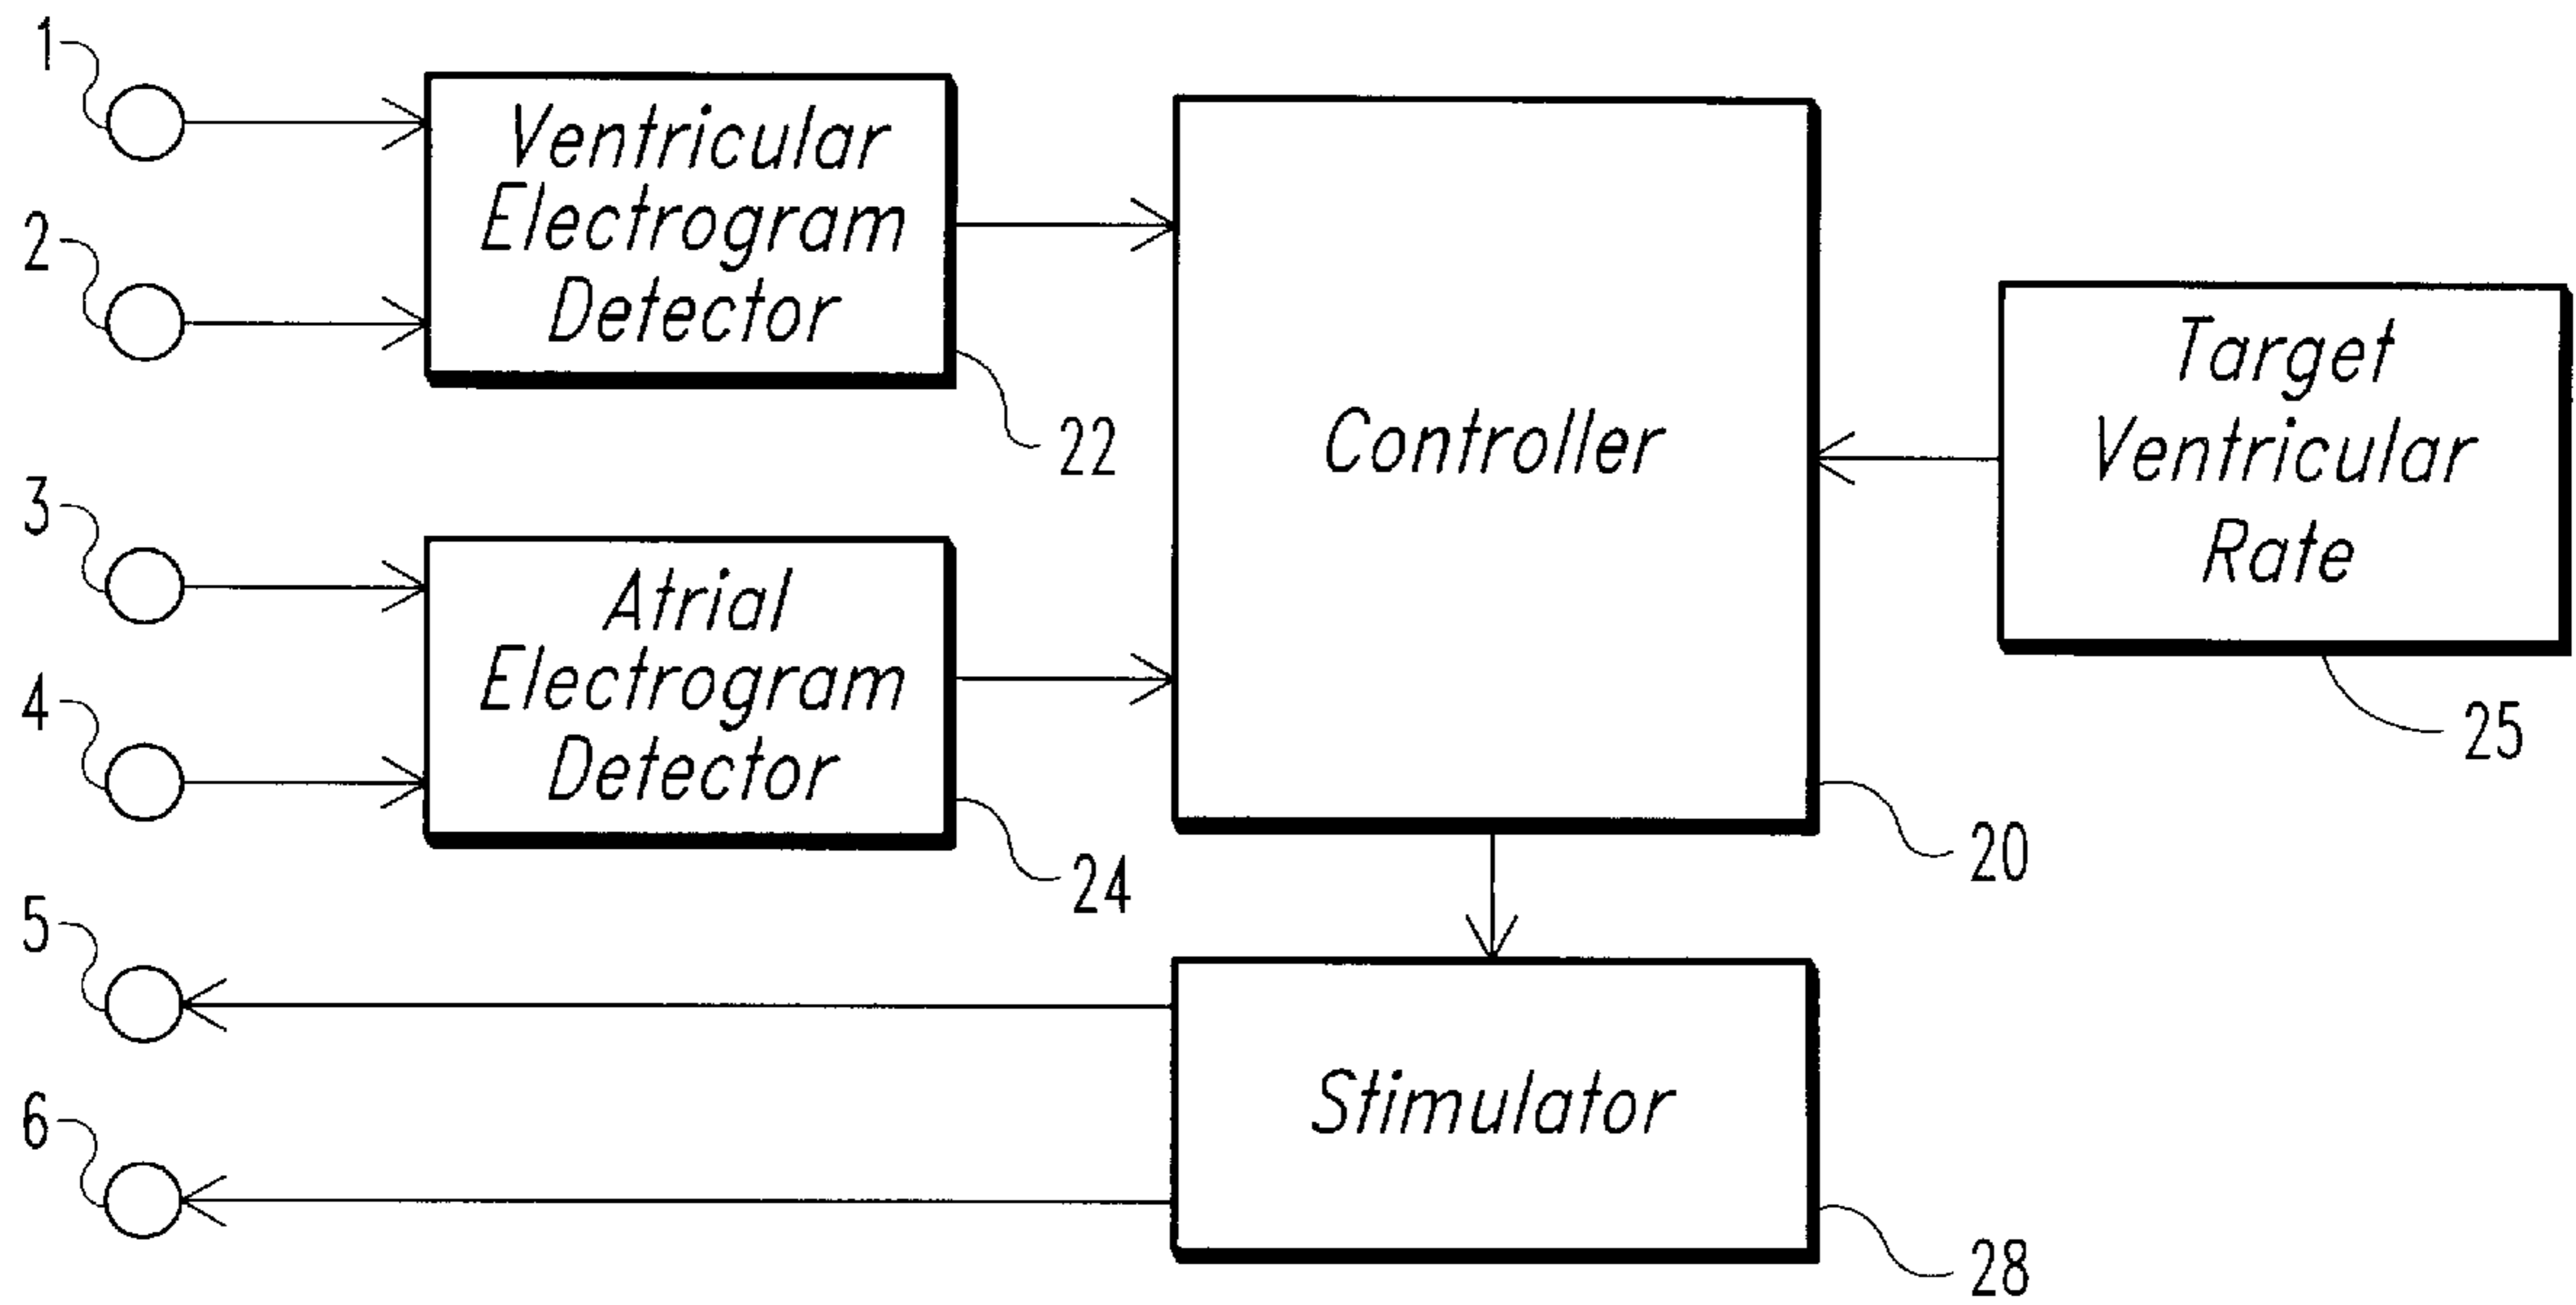 1
2
Ventricular
Electrogram
Detector
22
3
4
Atrial
Electrogram
Detector
24
Controller
20
Target
Ventricular
Rate
25
5
6
Stimulator
28